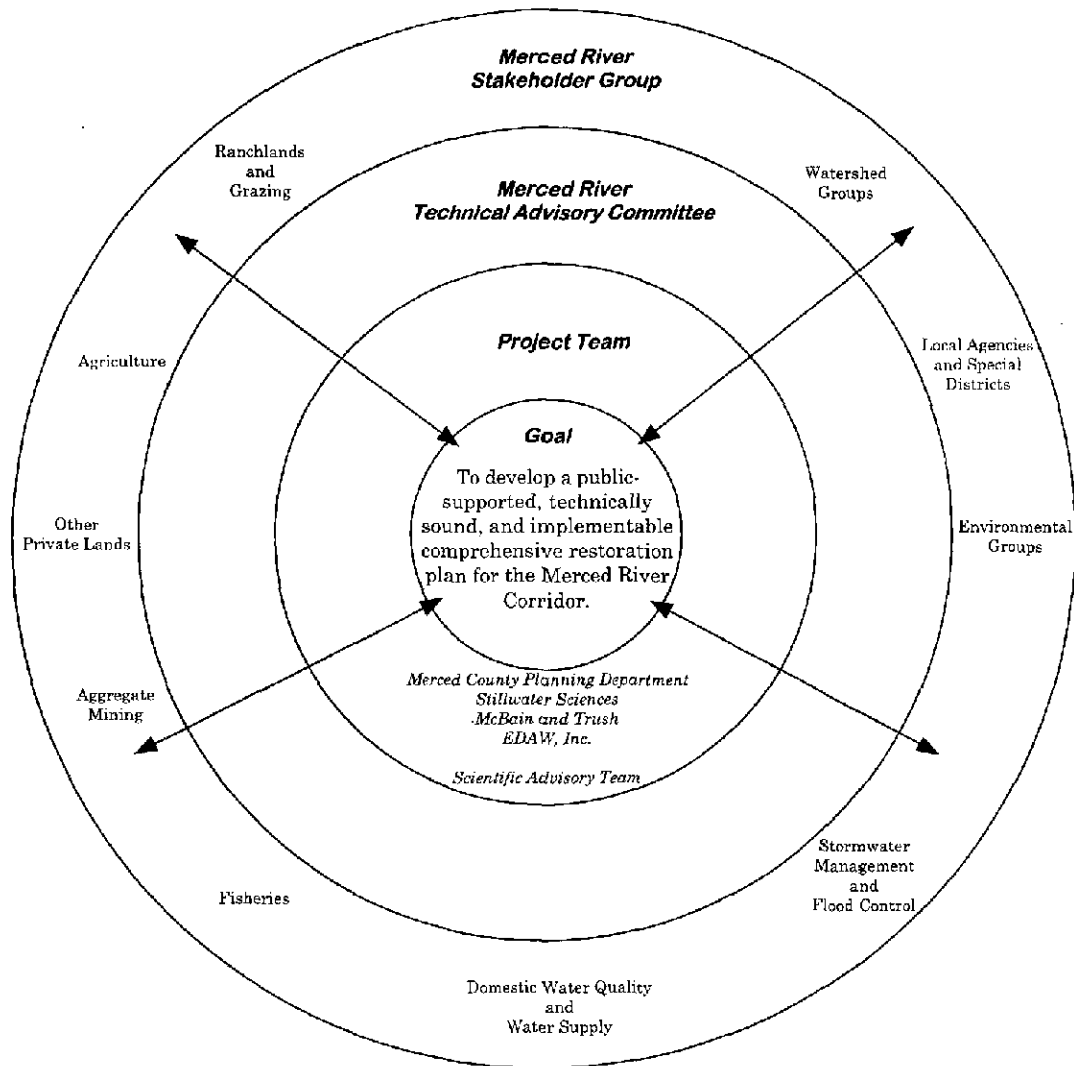 Merced River
Stakeholder Group
Ranchlands
and
Grazing
Watershed
Groups
Merced River
Technical Advisory Committee
Project Team
Agriculture
Local Agencies
and Special
Districts
Goal
To develop a public-
supported, technically
sound, and implementable
comprehensive restoration
plan for the Merced River
Corridor.
Other
Private Lands
Environmental
Groups
Aggregate
Mining
Merced County Planning Department
Stillwater Sciences
McBain and Trush
EDAW, Inc.
Scientific Advisory Team
Stormwater
Management
and
Flood Control
Fisheries
Domestic Water Quality
and
Water Supply